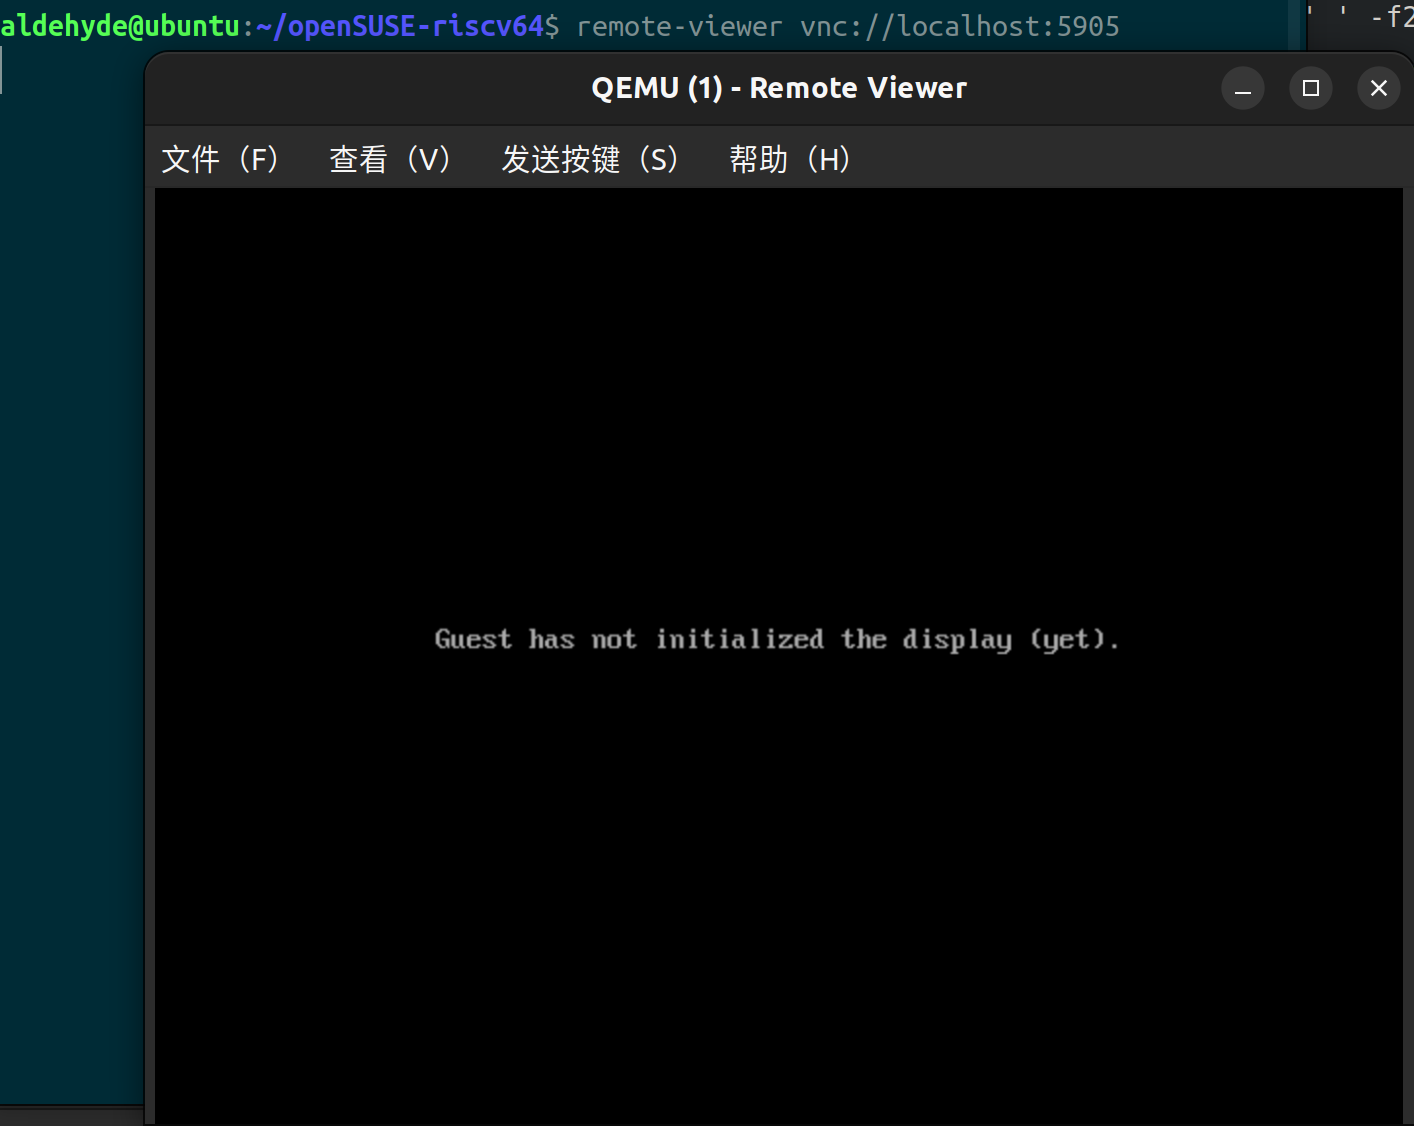 aldehyde@ubuntu:~/openSUSE-riscv64$ remote-viewer vnc://localhost:5905
' ' -f2
QEMU (1) - Remote Viewer
文件（F） 查看（V） 发送按键（S） 帮助（H）
Guest has not initialized the display (yet).